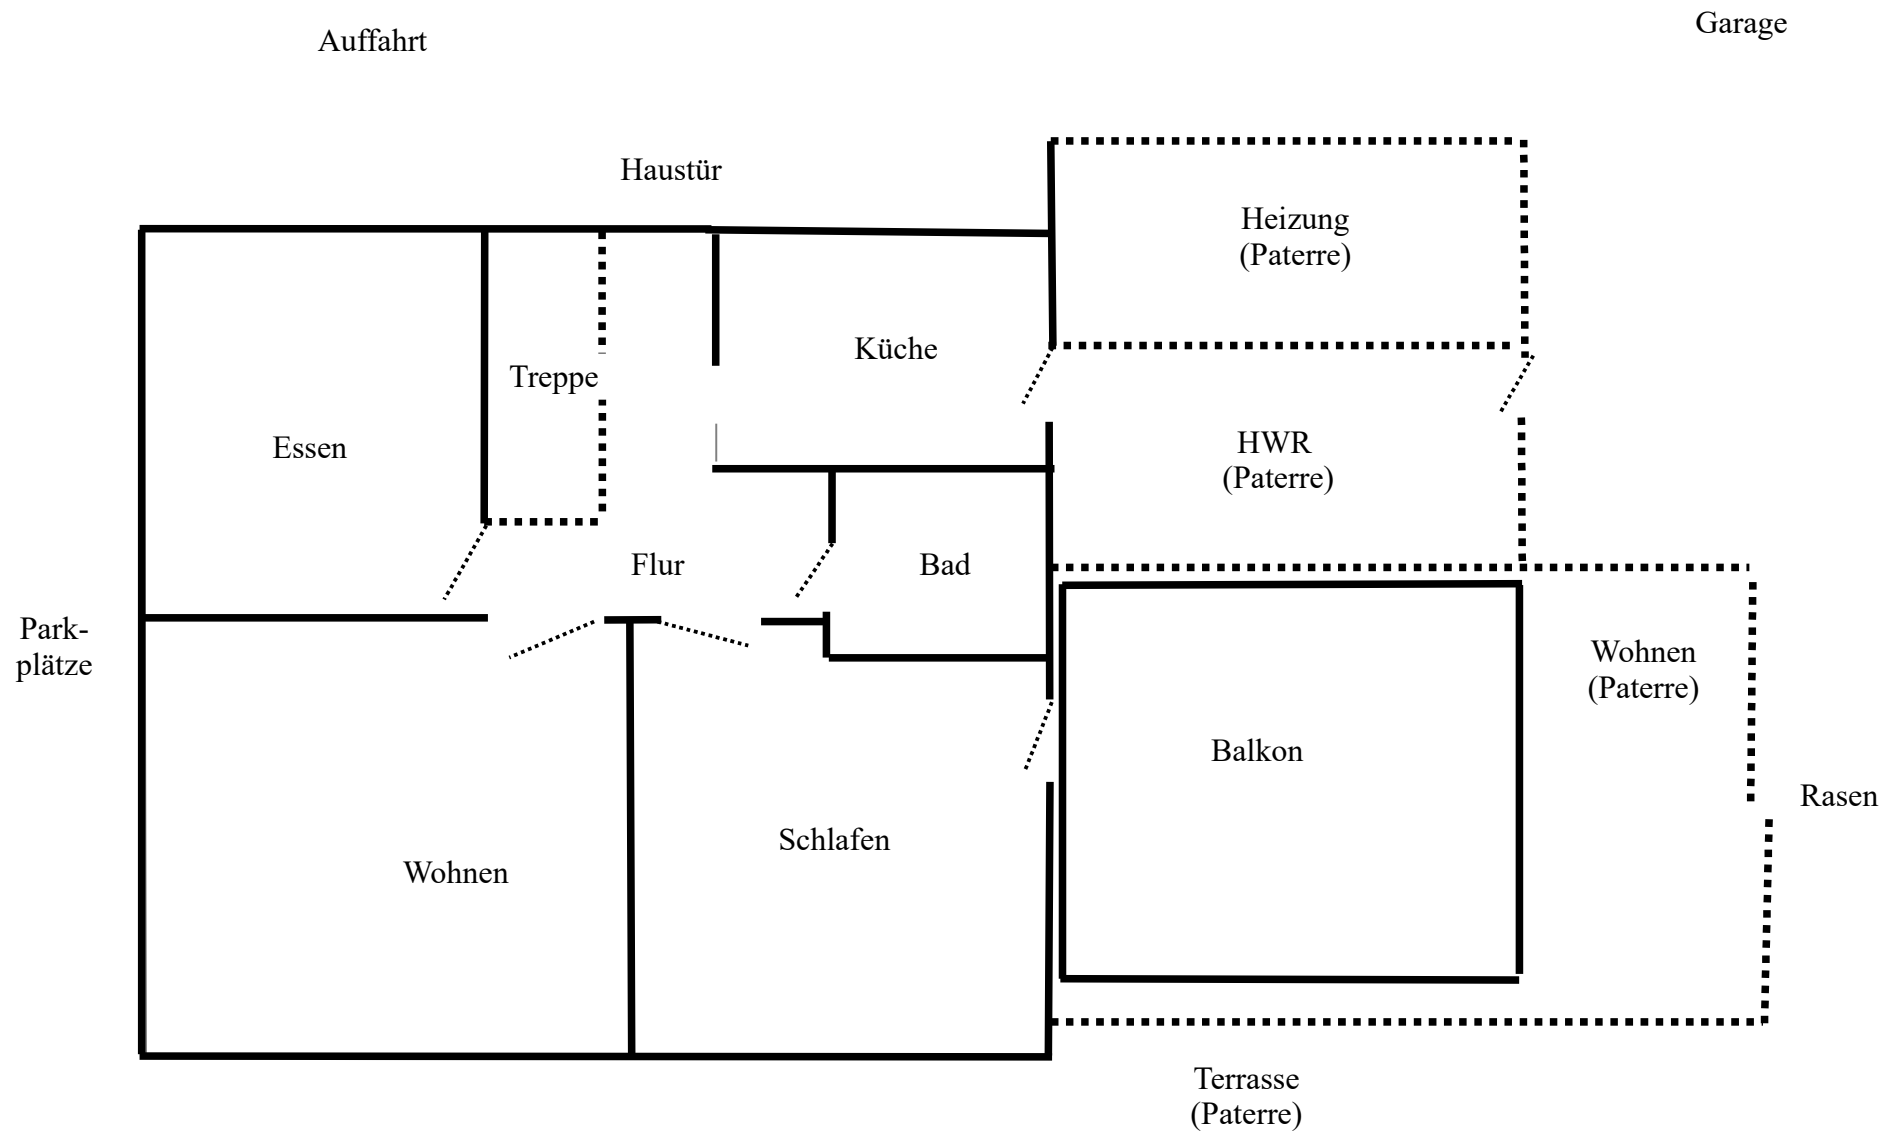 Auffahrt
Garage
Haustür
Heizung
(Paterre)
Küche
Treppe
Essen
HWR
(Paterre)
Flur
Bad
Park-
plätze
Wohnen
(Paterre)
Balkon
Rasen
Schlafen
Wohnen
Terrasse
(Paterre)